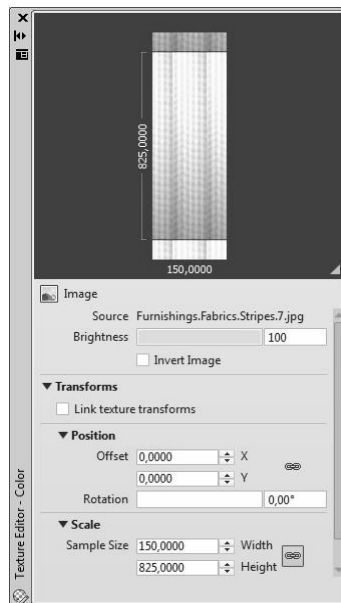 825,0000
150,0000
Image
Source Furnishings.Fabrics.Stripes.7.jpg
Brightness 100
Invert Image
Transforms
Link texture transforms
Position
Offset 0,0000 X
0,0000 Y
Rotation 0,00°
Scale
Sample Size 150,0000 Width
825,0000 Height
Texture Editor - Color